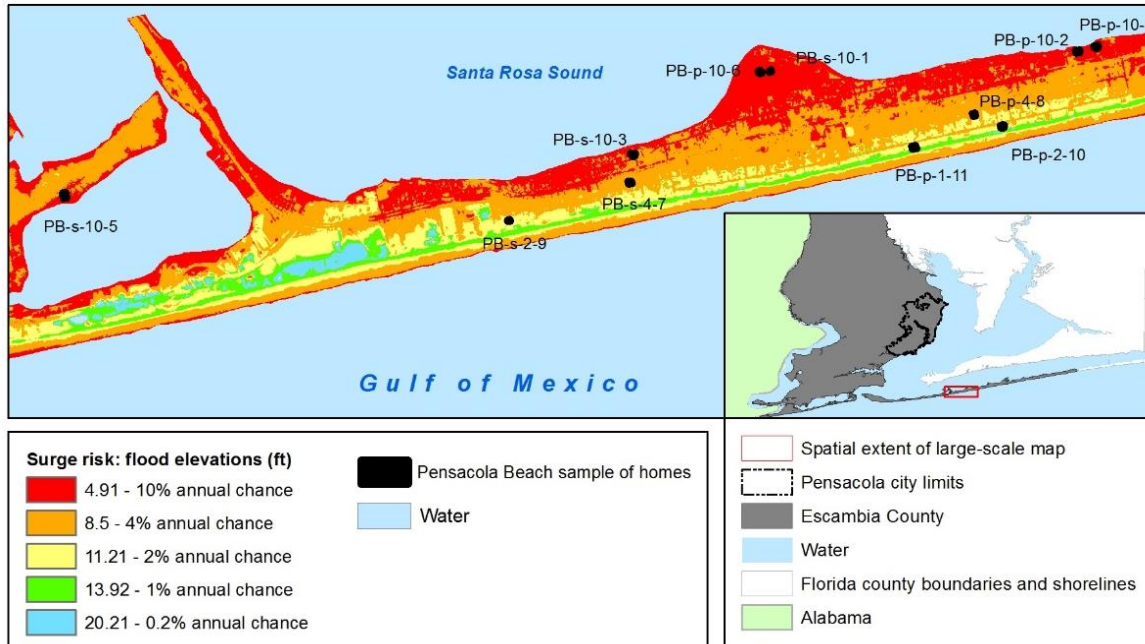 PB-p-10-
PB-p-10-2
Santa Rosa Sound
PB-p-10-6
PB-s-10-1
PB-p-4-8
PB-s-10-3
PB-p-2-10
PB-p-1-11
PB-s-4-7
PB-s-10-5
PB-s-2-9
Gulf of Mexico
Surge risk: flood elevations (ft)
4.91 - 10% annual chance
8.5 - 4% annual chance
11.21 - 2% annual chance
13.92 - 1% annual chance
20.21 - 0.2% annual chance
Pensacola Beach sample of homes
Water
Spatial extent of large-scale map
Pensacola city limits
Escambia County
Water
Florida county boundaries and shorelines
Alabama